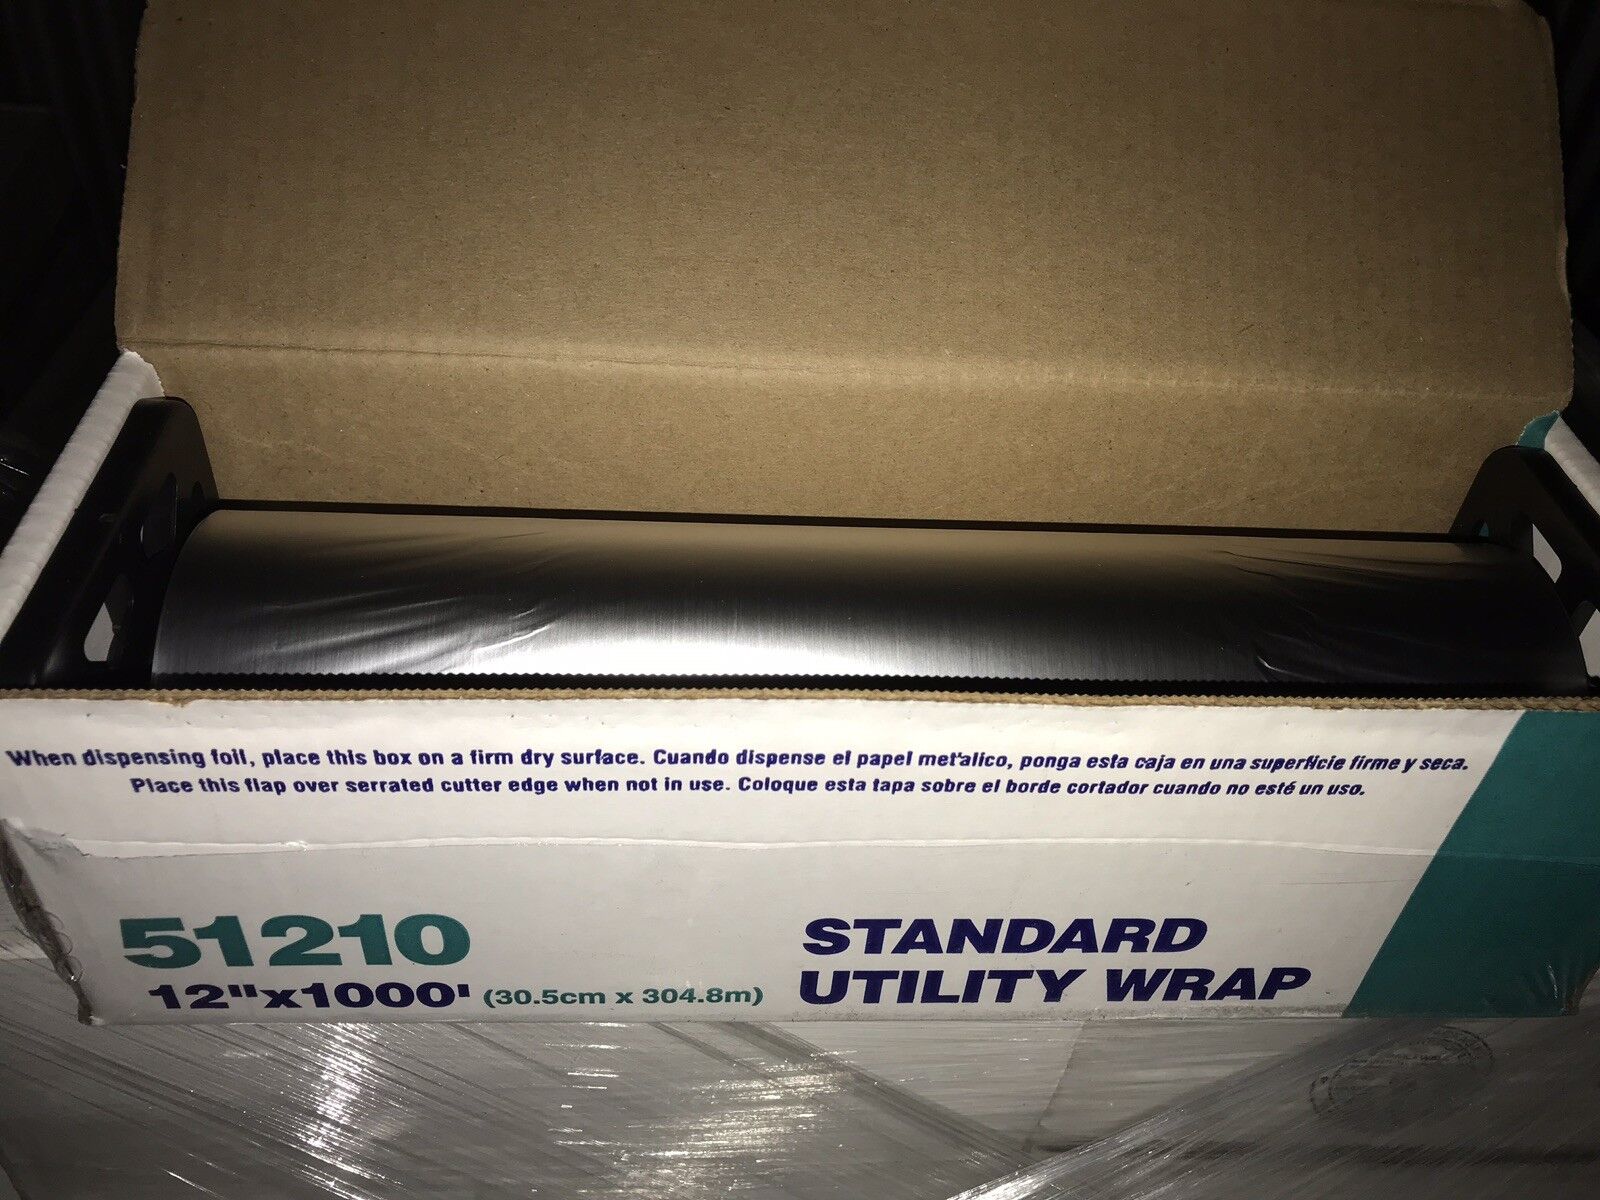 When dispensing foil, place this box on a firm dry surface. Cuando dispense el papel met'alico, ponga esta caja en una superficie firme y seca.
Place this flap over serrated cutter edge when not in use. Coloque esta tapa sobre el borde cortador cuando no esté un uso.
51210
12"x1000' (30.5cm x 304.8m)
STANDARD
UTILITY WRAP